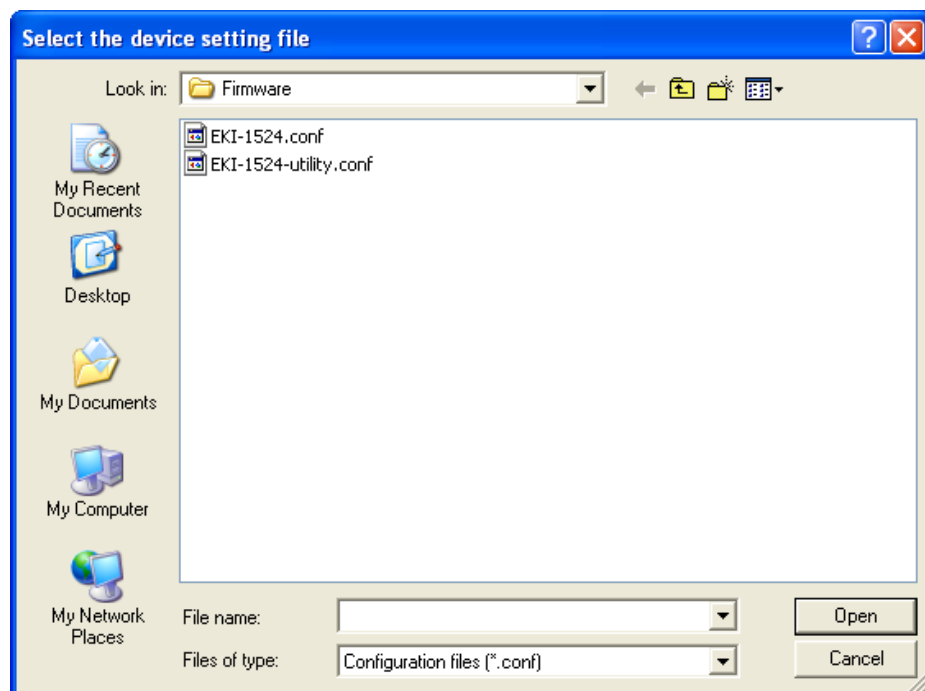 Select the device setting file
Look in: Firmware
EKI-1524.conf
EKI-1524-utility.conf
My Recent
Documents
Desktop
My Documents
My Computer
My Network
Places
File name:
Open
Files of type: Configuration files (*.conf)
Cancel